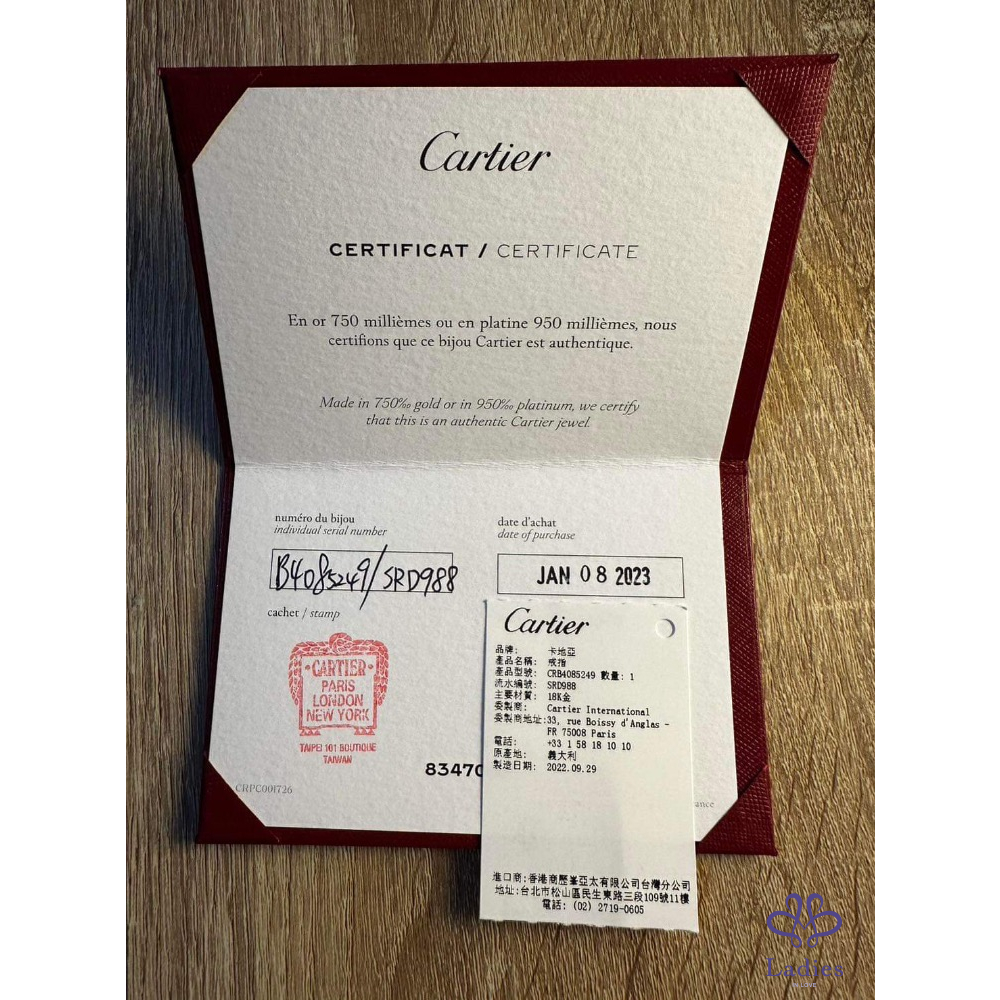 Cartier
CERTIFICAT / CERTIFICATE
En or 750 millièmes ou en platine 950 millièmes, nous
certifions que ce bijou Cartier est authentique.
Made in 750‰ gold or in 950‰ platinum, we certify
that this is an authentic Cartier jewel.
numéro du bijou
individual serial number
B4085249/SRD988
date d'achat
date of purchase
JAN 08 2023
cachet / stamp
CARTIER
PARIS
LONDON
NEW YORK
TAIPEI 101 BOUTIQUE
TAIWAN
83470
CRPC001726
Cartier
品牌: 卡地亞
產品名稱: 戒指
產品型號: CRB4085249 數量: 1
流水編號: SRD988
主要材質: 18K金
委製商: Cartier International
委製商地址:33, rue Boissy d'Anglas -
FR 75008 Paris
電話: +33 1 58 18 10 10
原產地: 義大利
製造日期: 2022.09.29
進口商:香港商歷峯亞太有限公司台灣分公司
地址:台北市松山區民生東路三段109號11樓
電話: (02) 2719-0605
Ladies
IN LOVE